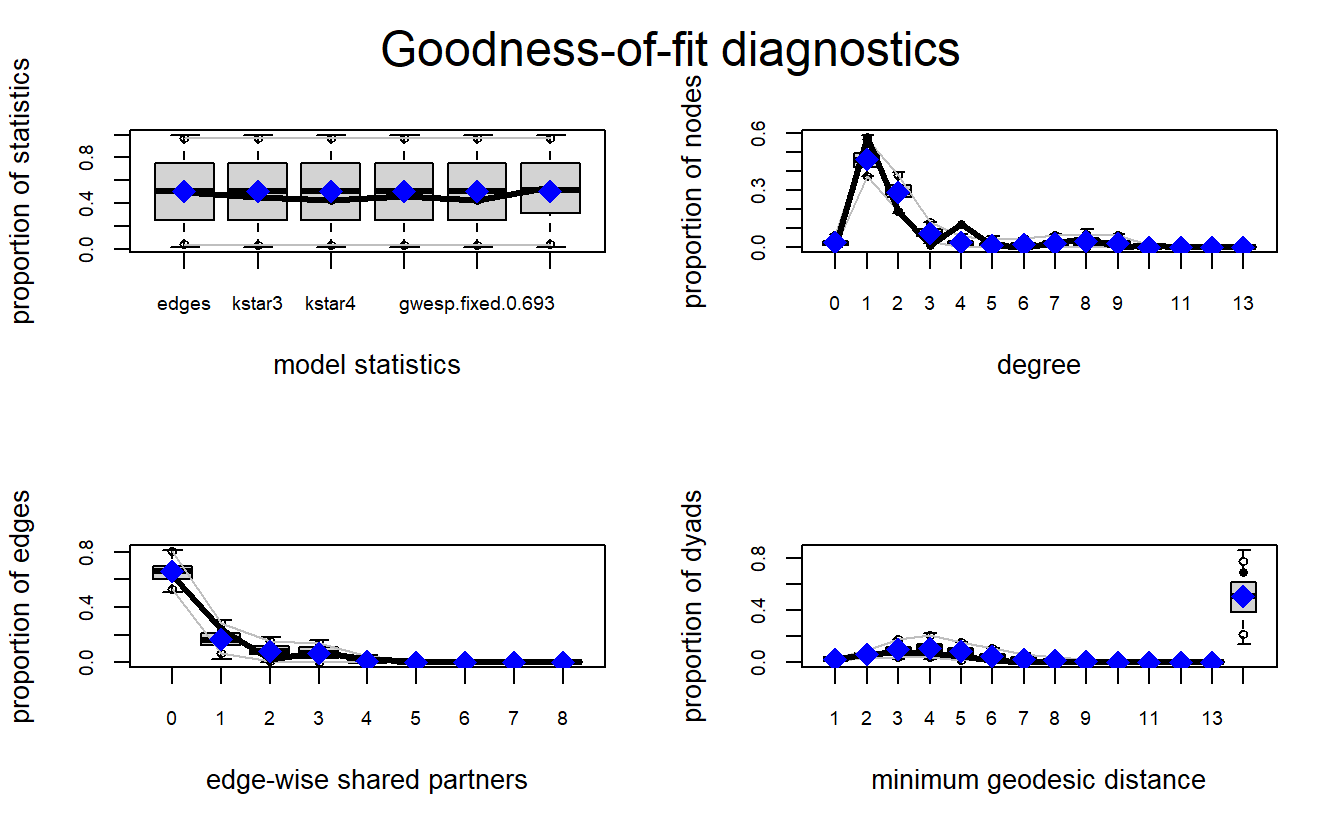 Goodness-of-fit diagnostics
proportion of statistics
0.0 0.4 0.8
edges kstar3 kstar4 gwesp.fixed.0.693
model statistics
proportion of nodes
0.0 0.3 0.6
0 1 2 3 4 5 6 7 8 9 11 13
degree
proportion of edges
0.0 0.4 0.8
0 1 2 3 4 5 6 7 8
edge-wise shared partners
proportion of dyads
0.0 0.4 0.8
1 2 3 4 5 6 7 8 9 11 13
minimum geodesic distance